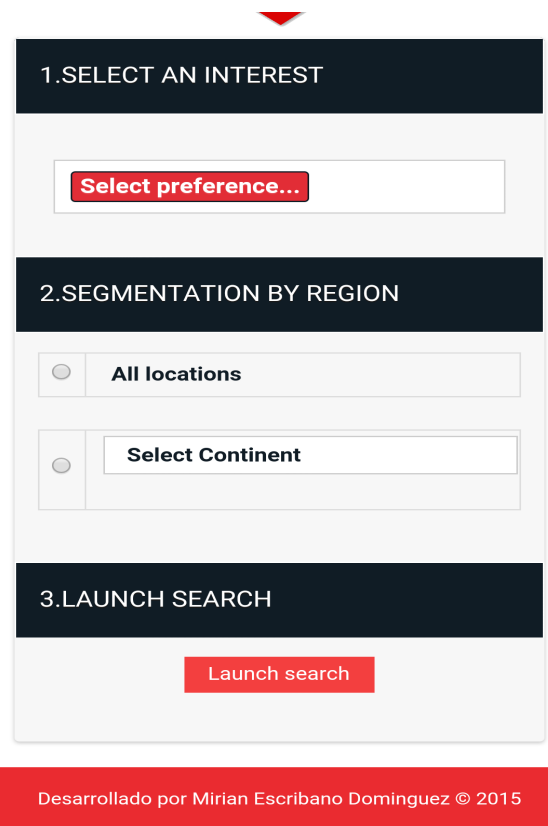 1.SELECT AN INTEREST
Select preference...
2.SEGMENTATION BY REGION
All locations
Select Continent
3.LAUNCH SEARCH
Launch search
Desarrollado por Mirian Escribano Dominguez © 2015